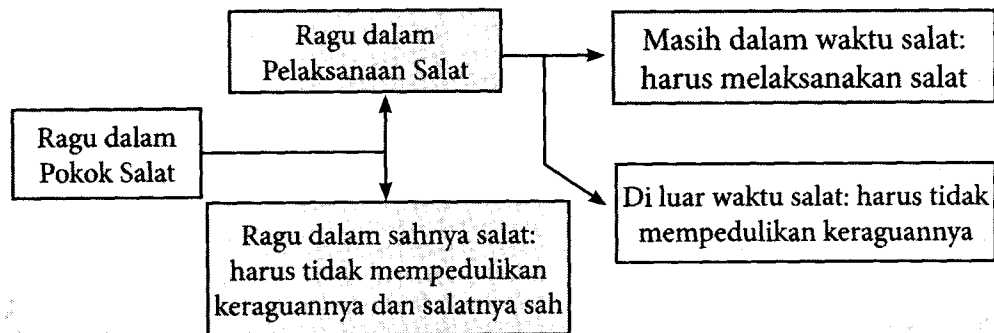 Ragu dalam
Pokok Salat
Ragu dalam
Pelaksanaan Salat
Masih dalam waktu salat:
harus melaksanakan salat
Di luar waktu salat: harus tidak
mempedulikan keraguannya
Ragu dalam sahnya salat:
harus tidak mempedulikan
keraguannya dan salatnya sah